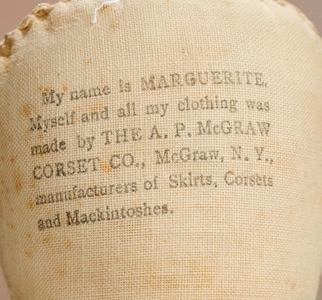 My name is MARGUERITE.
Myself and all my clothing was
made by THE A. P. McGRAW
CORSET CO., McGraw, N. Y.,
manufacturers of Skirts, Corsets
and Mackintoshes.